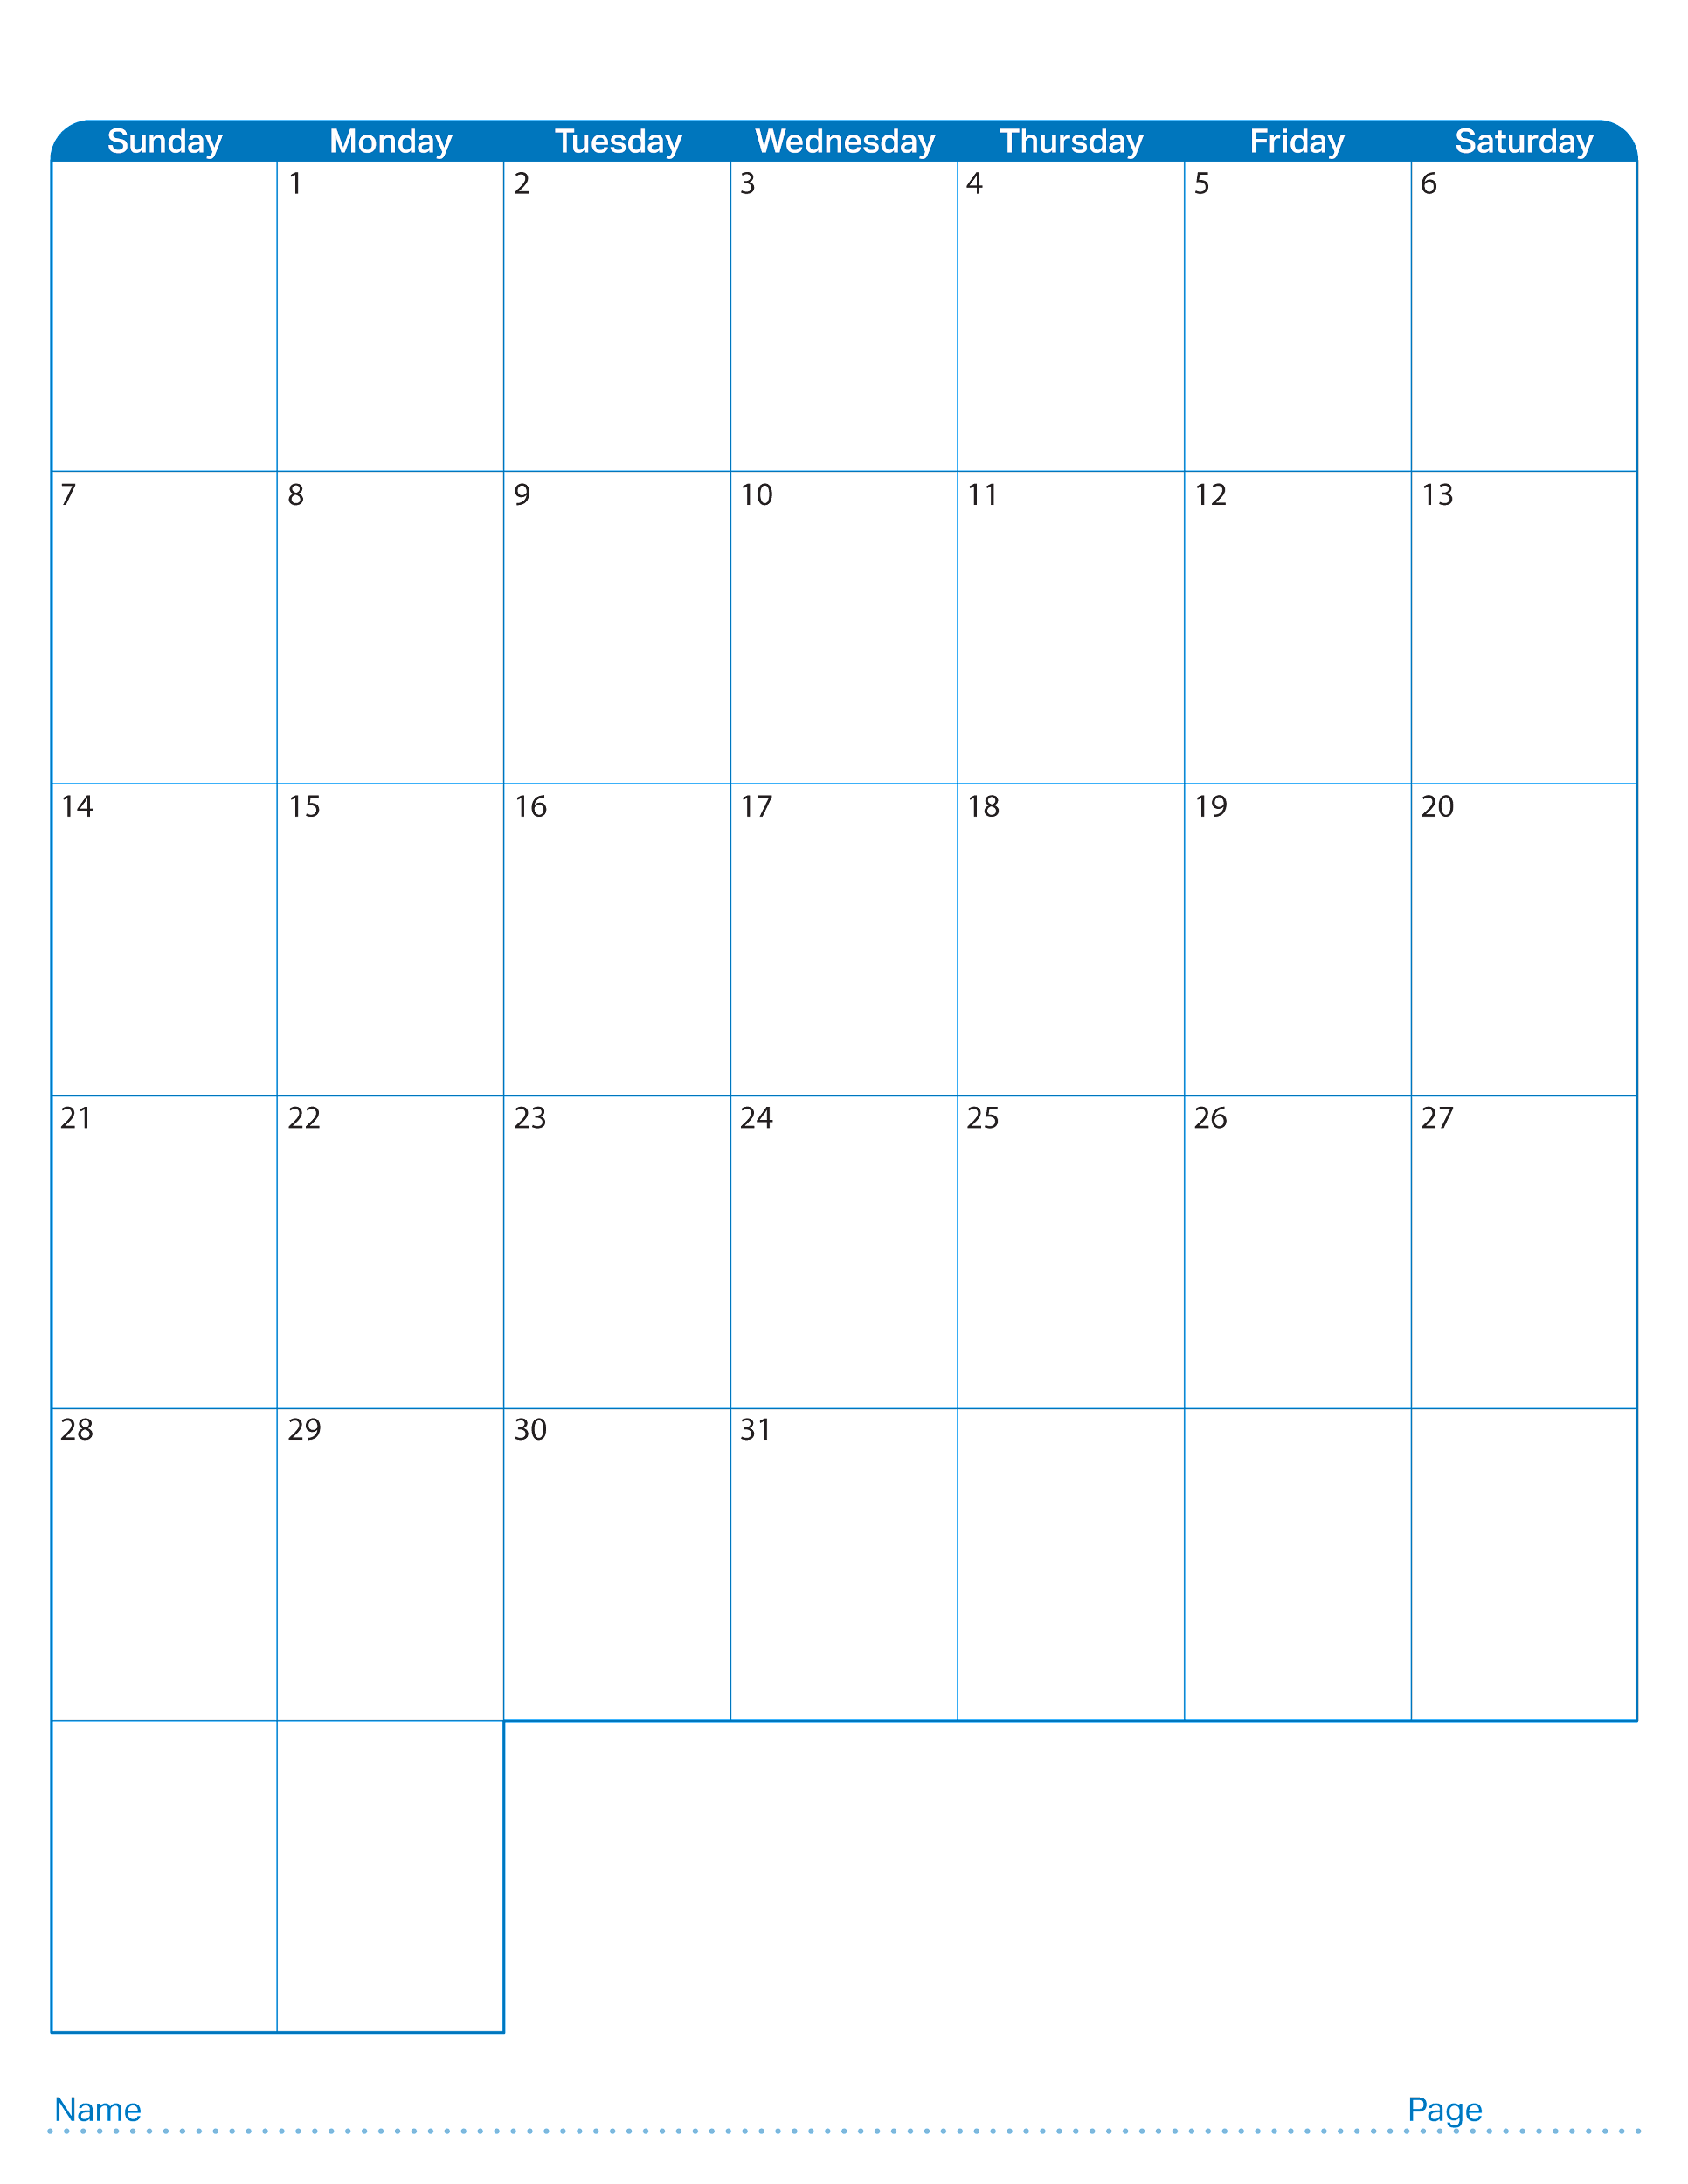 Sunday Monday Tuesday Wednesday Thursday Friday Saturday
1 2 3 4 5 6
7 8 9 10 11 12 13
14 15 16 17 18 19 20
21 22 23 24 25 26 27
28 29 30 31
Name Page